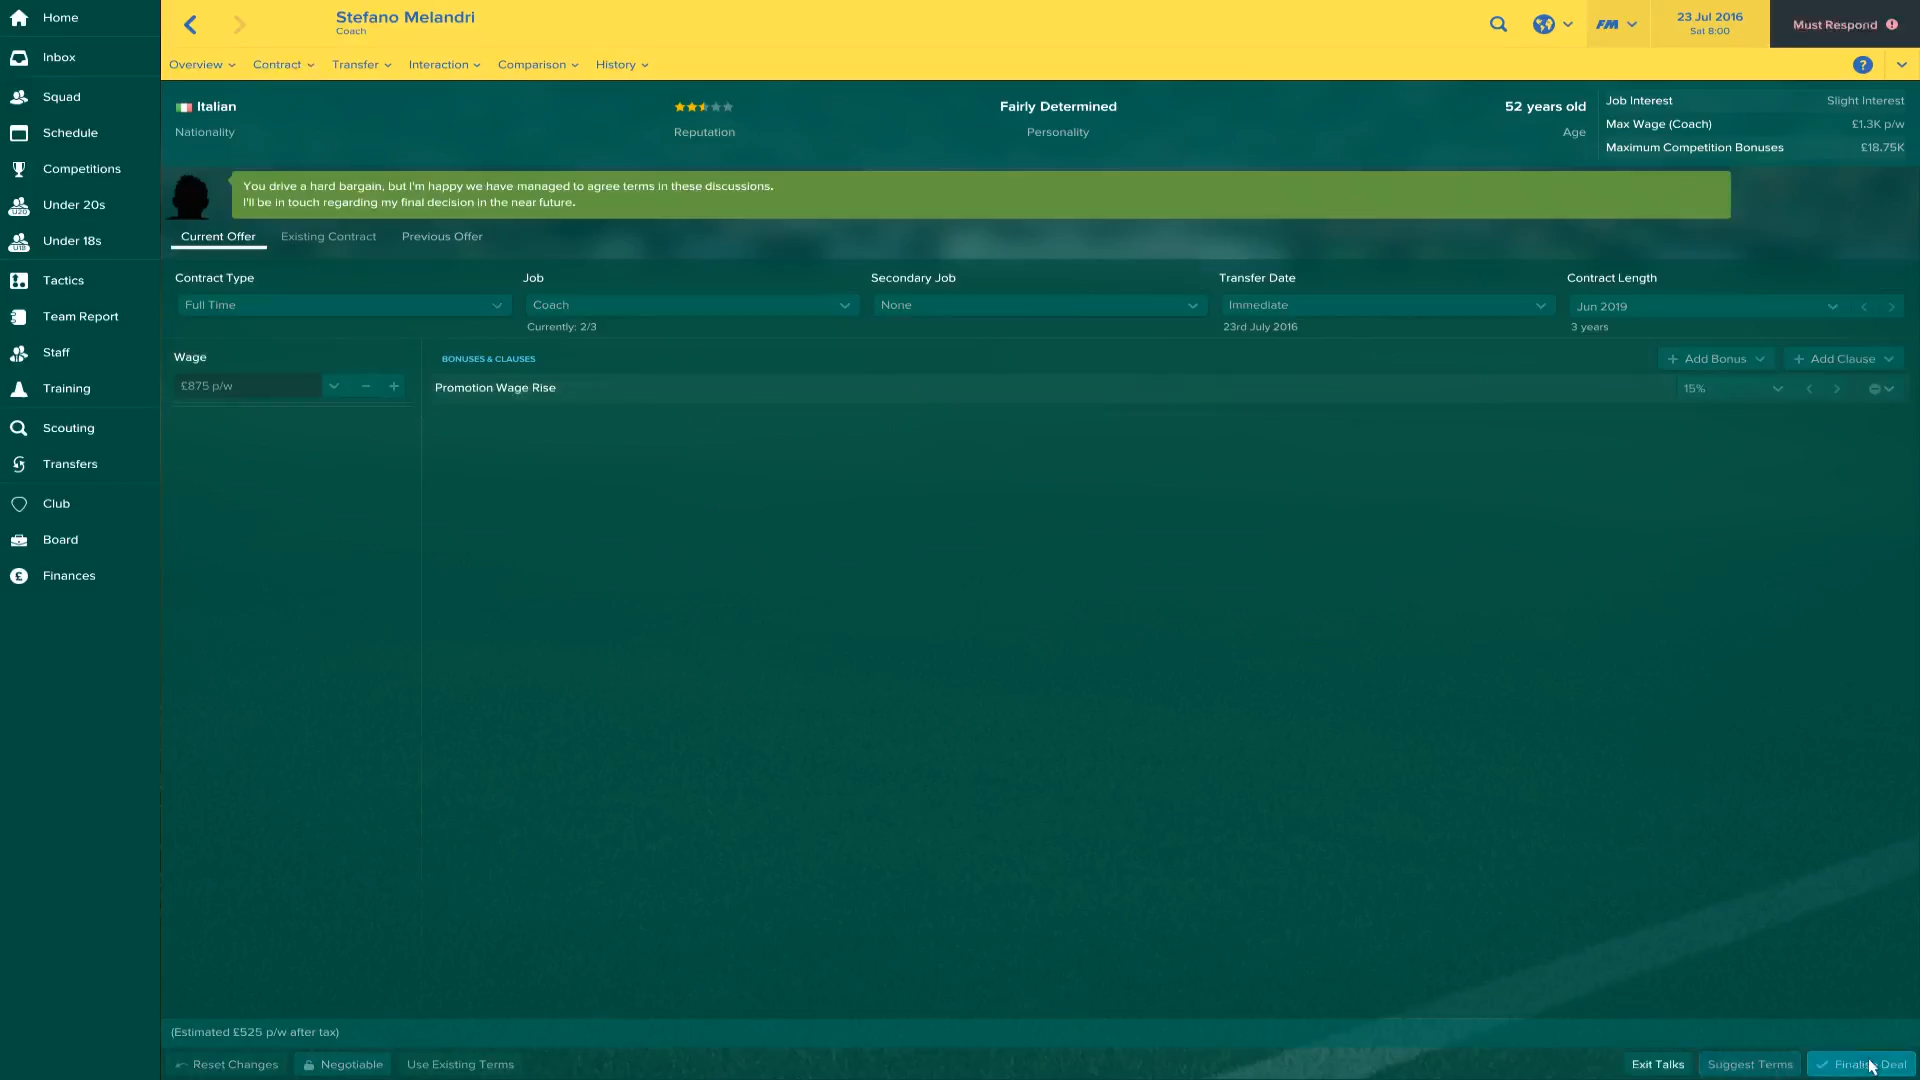 Home
Inbox
Squad
Schedule
Competitions
Under 20s
Under 18s
Tactics
Team Report
Staff
Training
Scouting
Transfers
Club
Board
Finances
Stefano Melandri
Coach
FM
23 Jul 2016
Sat 8:00
Must Respond
Overview Contract Transfer Interaction Comparison History
Italian
Nationality
Reputation
Fairly Determined
Personality
52 years old
Age
Job Interest Slight Interest
Max Wage (Coach) £1.3K p/w
Maximum Competition Bonuses £18.75K
You drive a hard bargain, but I'm happy we have managed to agree terms in these discussions.
I'll be in touch regarding my final decision in the near future.
Current Offer Existing Contract Previous Offer
Contract Type Job Secondary Job Transfer Date Contract Length
Full Time Coach None Immediate Jun 2019
Currently: 2/3 23rd July 2016 3 years
Wage
£875 p/w
BONUSES & CLAUSES
Add Bonus Add Clause
Promotion Wage Rise 15%
(Estimated £525 p/w after tax)
Reset Changes Negotiable Use Existing Terms Exit Talks Suggest Terms Finalise Deal